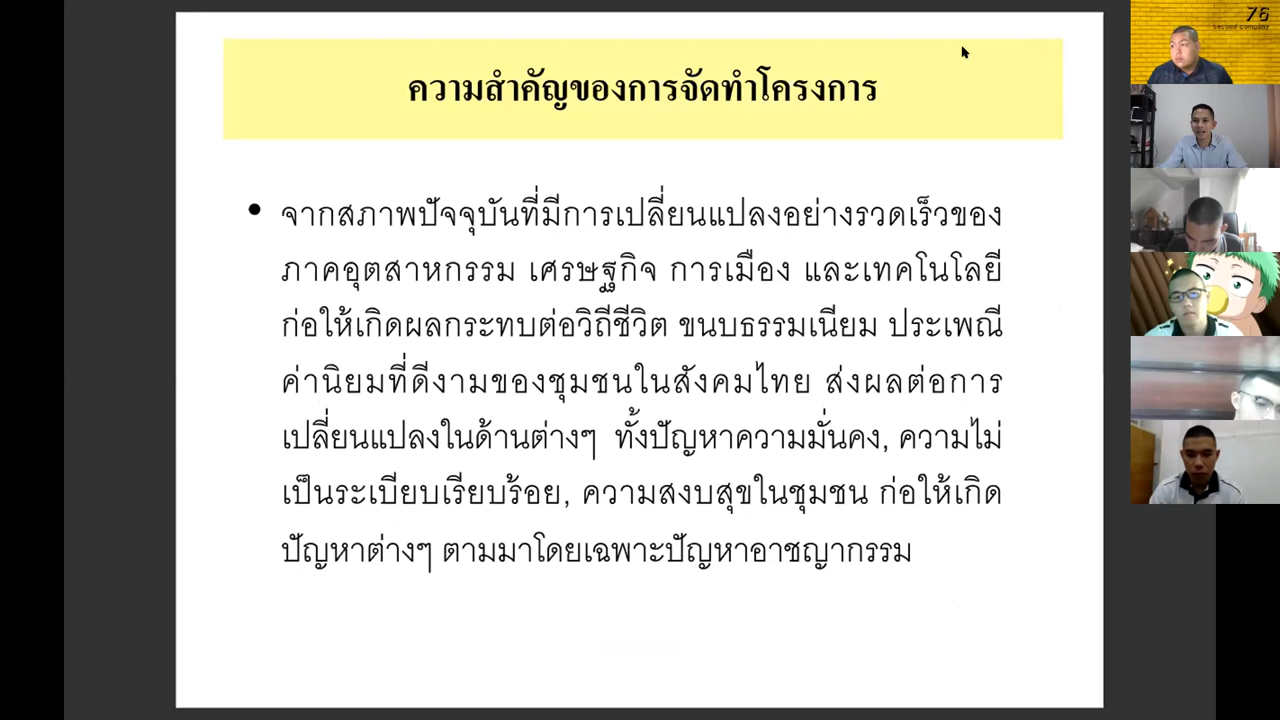 ความสำคัญของการจัดทำโครงการ
• จากสภาพปัจจุบันที่มีการเปลี่ยนแปลงอย่างรวดเร็วของ
ภาคอุตสาหกรรม เศรษฐกิจ การเมือง และเทคโนโลยี
ก่อให้เกิดผลกระทบต่อวิถีชีวิต ขนบธรรมเนียม ประเพณี
ค่านิยมที่ดีงามของชุมชนในสังคมไทย ส่งผลต่อการ
เปลี่ยนแปลงในด้านต่างๆ ทั้งปัญหาความมั่นคง, ความไม่
เป็นระเบียบเรียบร้อย, ความสงบสุขในชุมชน ก่อให้เกิด
ปัญหาต่างๆ ตามมาโดยเฉพาะปัญหาอาชญากรรม
76
second company